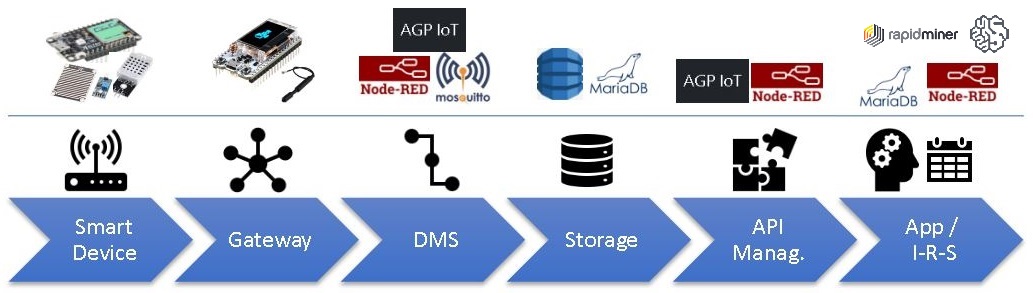 AGP IoT
Node-RED
mosquitto
MariaDB
AGP IoT
Node-RED
rapidminer
MariaDB
Node-RED
Smart
Device
Gateway
DMS
Storage
API
Manag.
App /
I-R-S